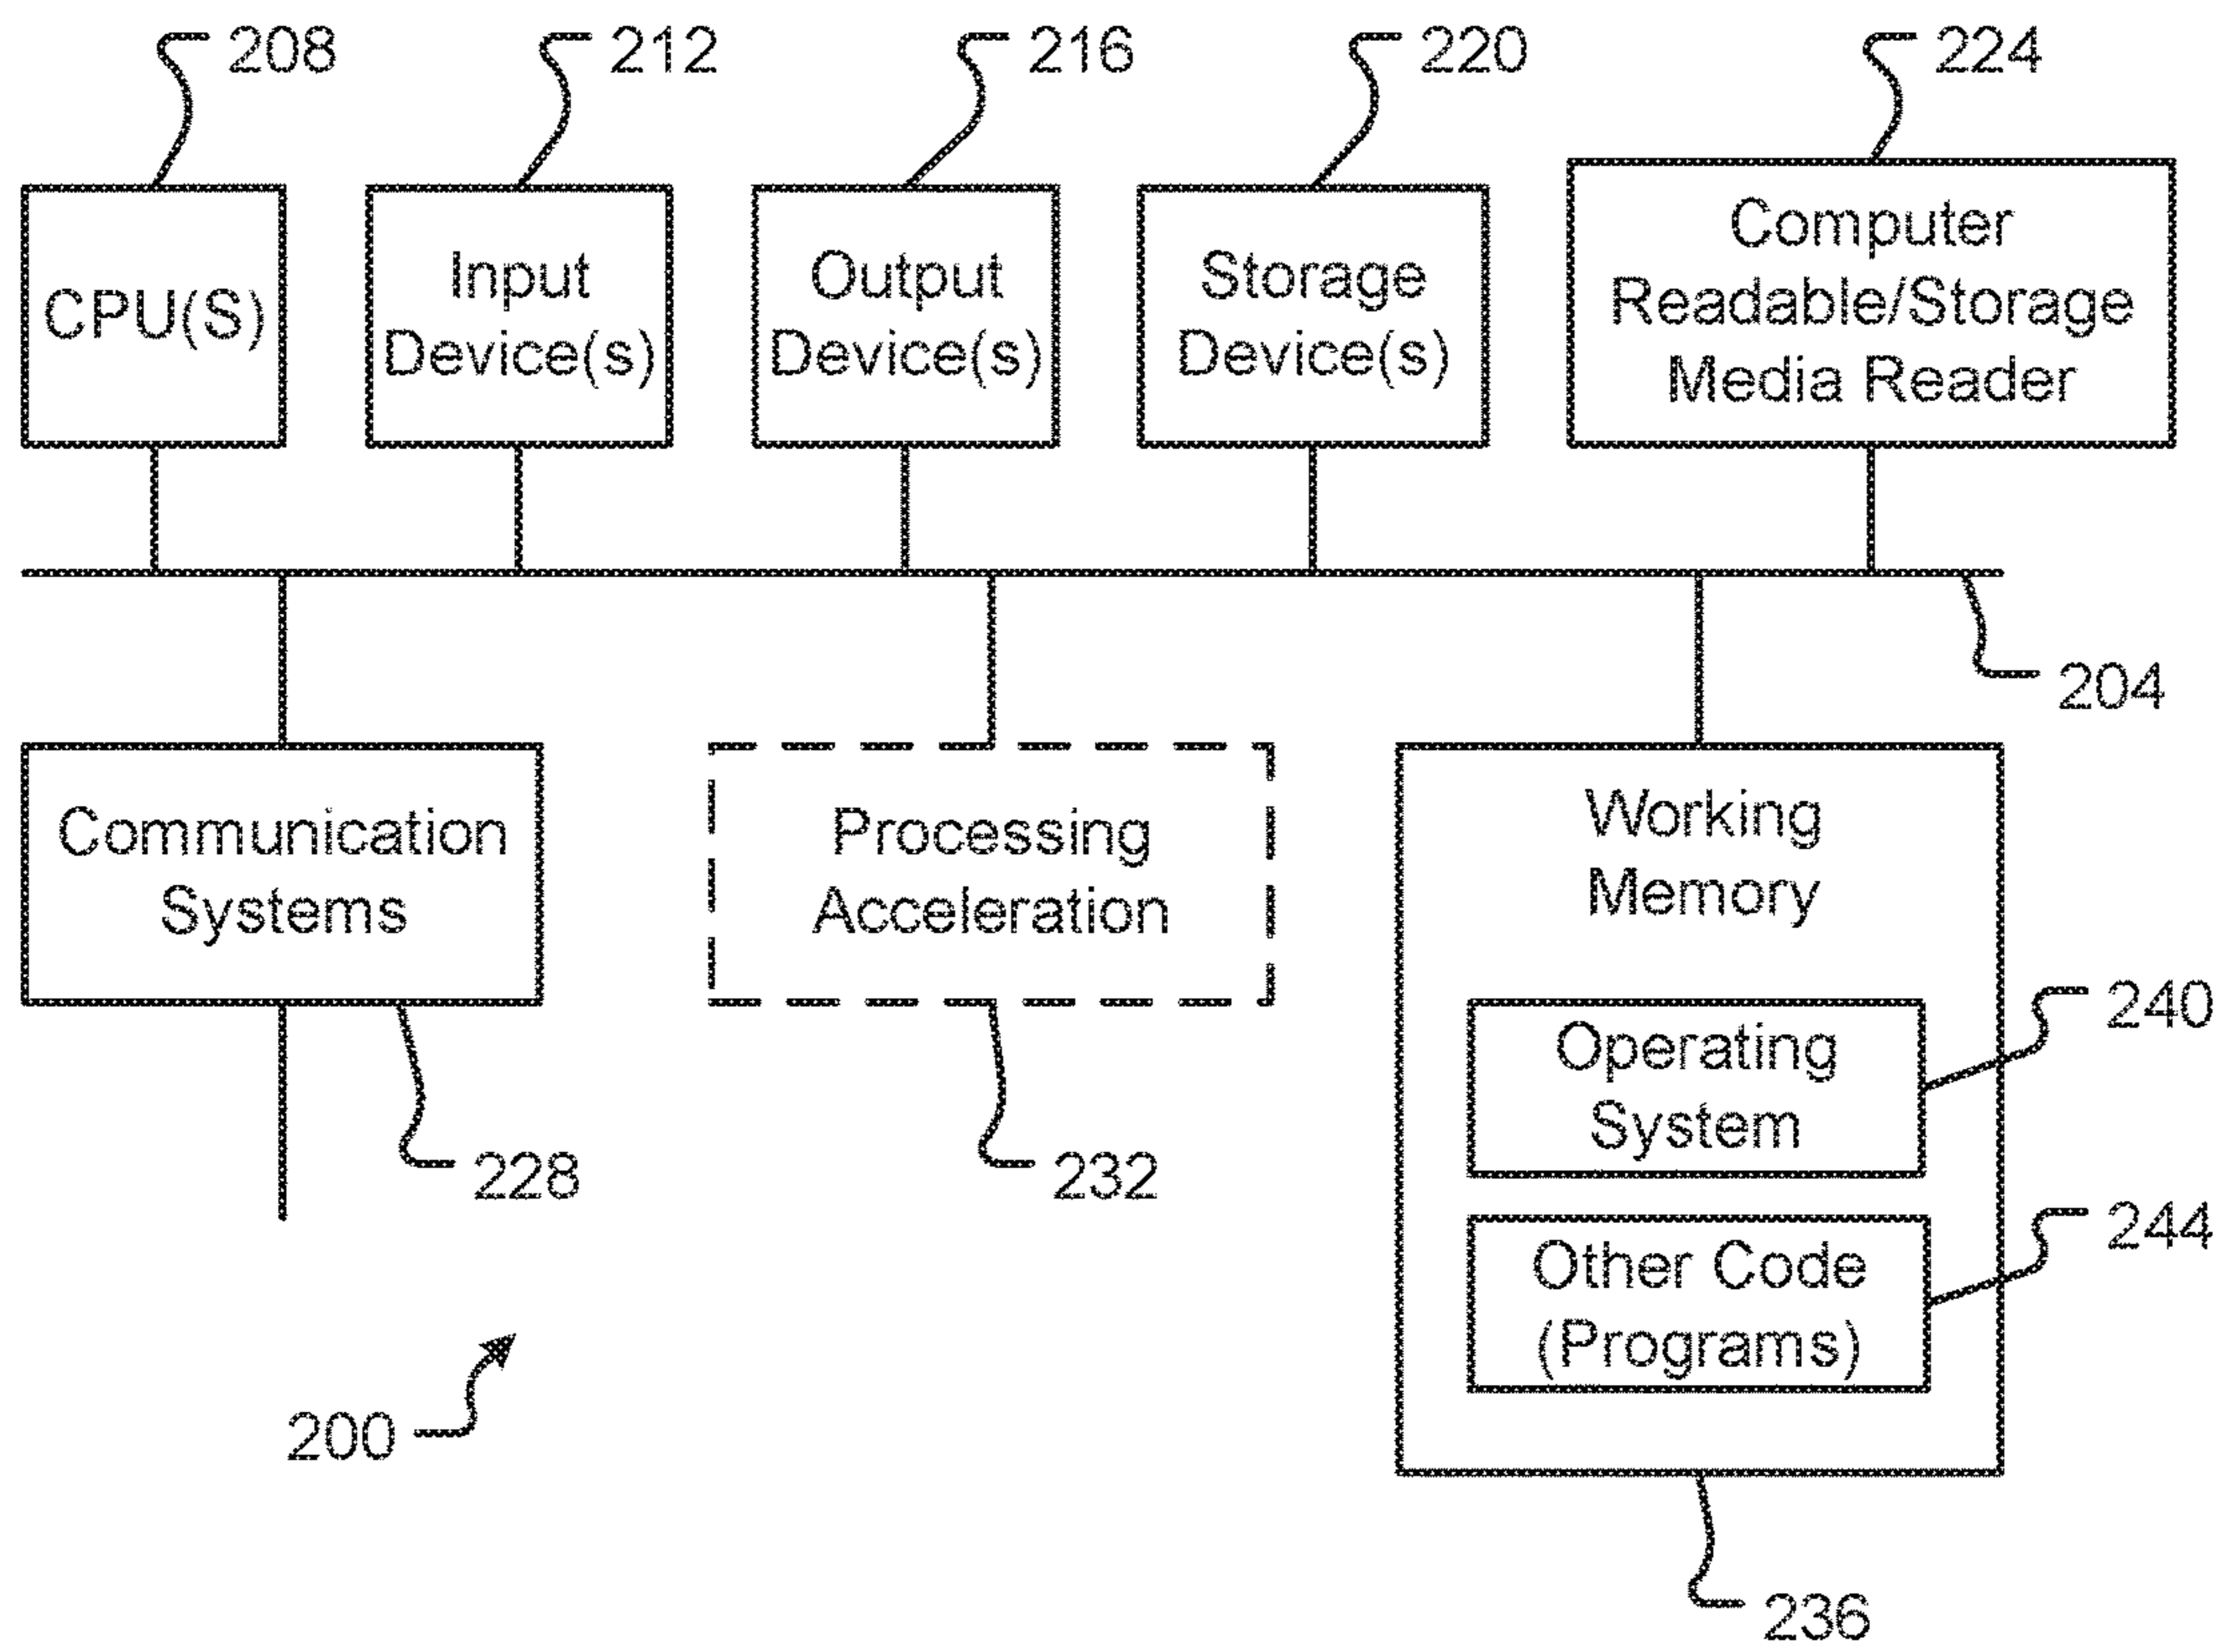 208
212
216
220
224
CPU(S)
Input
Device(s)
Output
Device(s)
Storage
Device(s)
Computer
Readable/Storage
Media Reader
204
Communication
Systems
Processing
Acceleration
Working
Memory
Operating
System
240
228
232
Other Code
(Programs)
244
200
236